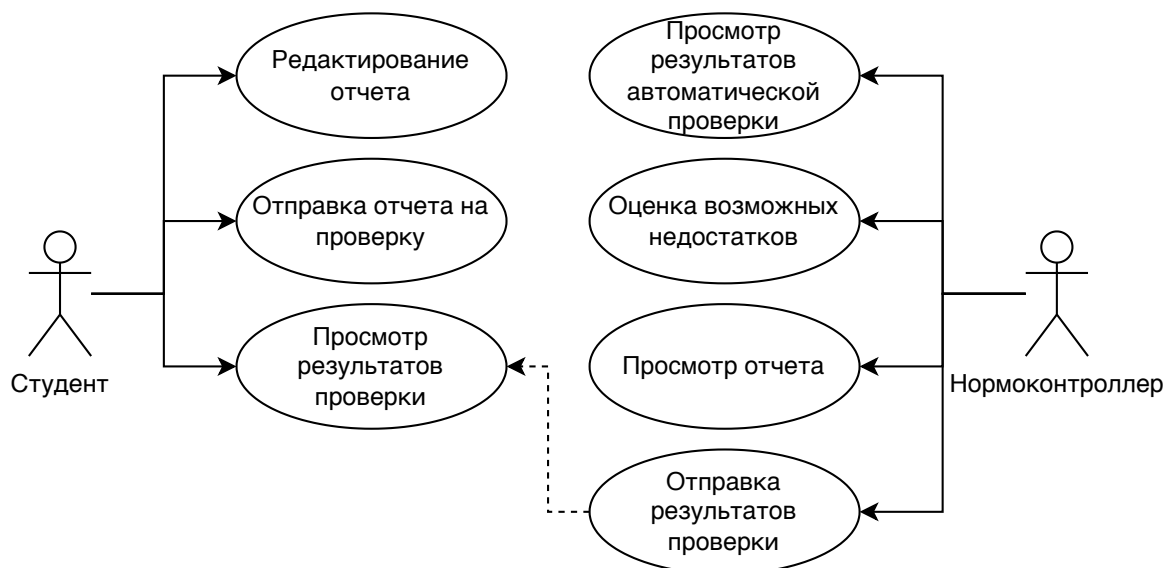 Редактирование
отчета
Просмотр
результатов
автоматической
проверки
Отправка отчета на
проверку
Оценка возможных
недостатков
Студент
Просмотр
результатов
проверки
Просмотр отчета
Нормоконтроллер
Отправка
результатов
проверки